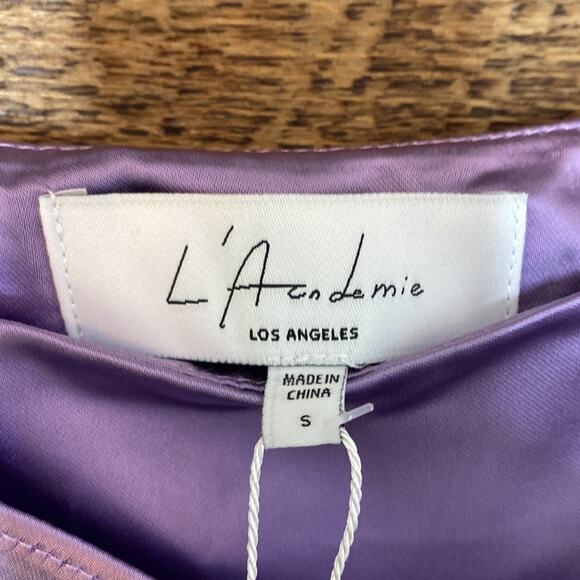 L'Academie
LOS ANGELES
MADE IN
CHINA
S